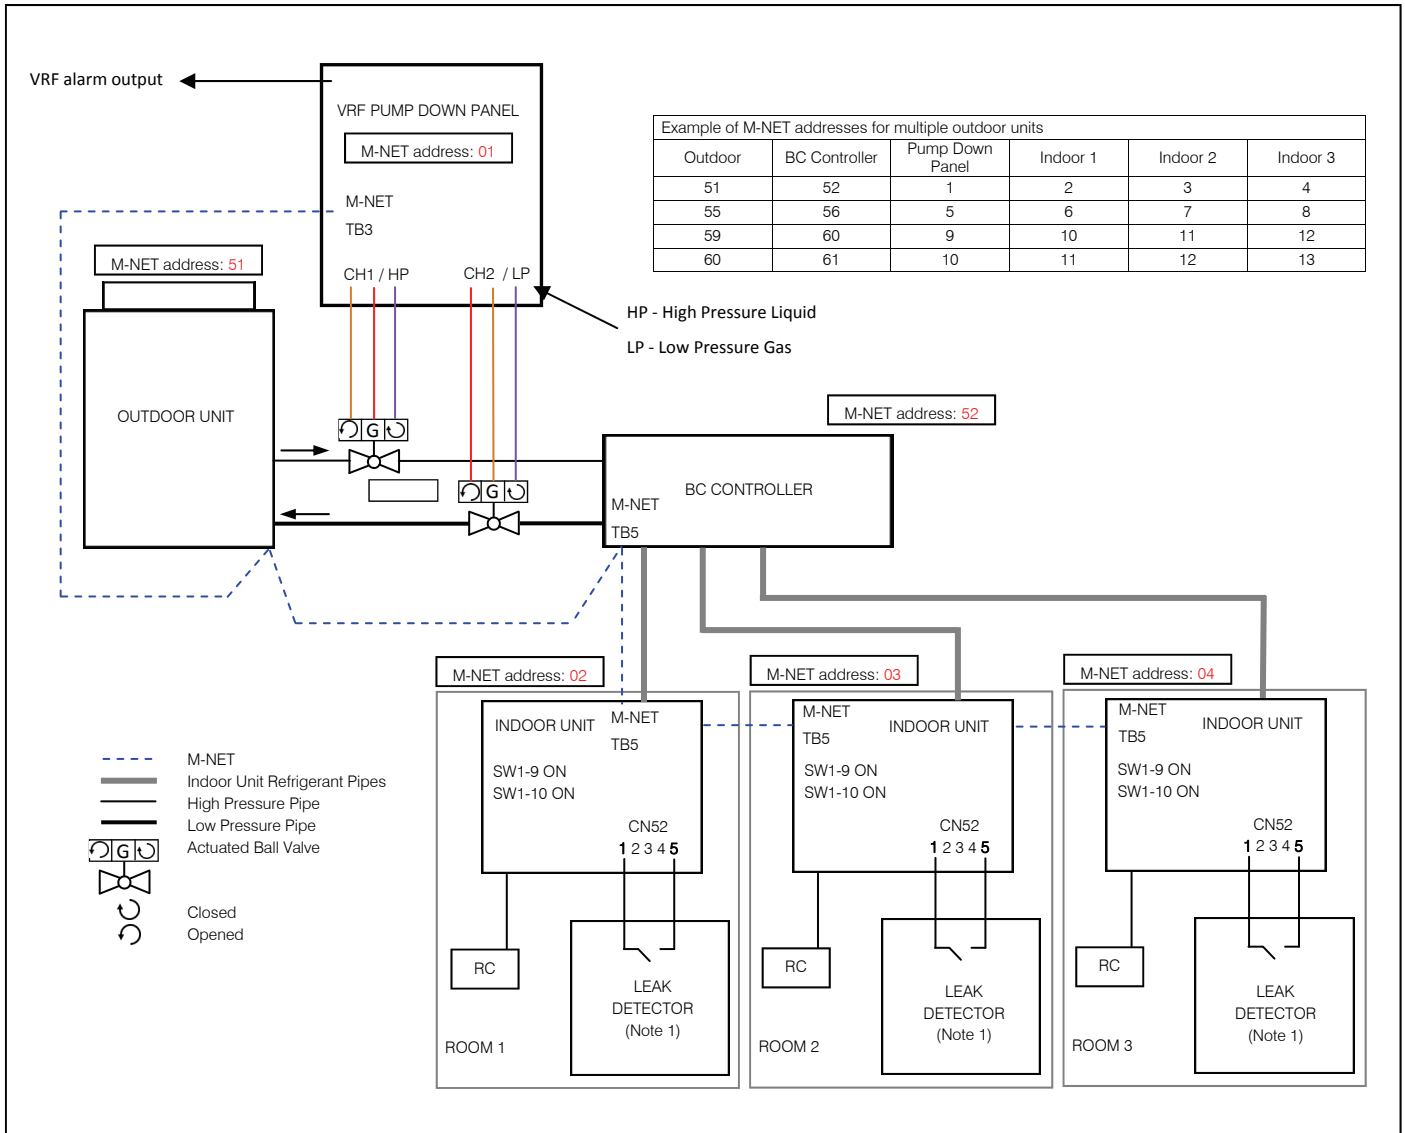 VRF alarm output
VRF PUMP DOWN PANEL
M-NET address: 01
M-NET
TB3
CH1 / HP
CH2 / LP
Example of M-NET addresses for multiple outdoor units
Outdoor BC Controller Pump Down Panel Indoor 1 Indoor 2 Indoor 3
51 52 1 2 3 4
55 56 5 6 7 8
59 60 9 10 11 12
60 61 10 11 12 13
HP - High Pressure Liquid
LP - Low Pressure Gas
M-NET address: 51
OUTDOOR UNIT
G
G
M-NET address: 52
BC CONTROLLER
M-NET
TB5
M-NET address: 02
INDOOR UNIT
M-NET
TB5
SW1-9 ON
SW1-10 ON
CN52
1 2 3 4 5
RC
LEAK
DETECTOR
(Note 1)
ROOM 1
M-NET address: 03
M-NET
TB5
INDOOR UNIT
SW1-9 ON
SW1-10 ON
CN52
1 2 3 4 5
RC
LEAK
DETECTOR
(Note 1)
ROOM 2
M-NET address: 04
M-NET
TB5
INDOOR UNIT
SW1-9 ON
SW1-10 ON
CN52
1 2 3 4 5
RC
LEAK
DETECTOR
(Note 1)
ROOM 3
M-NET
Indoor Unit Refrigerant Pipes
High Pressure Pipe
Low Pressure Pipe
G
Actuated Ball Valve
Closed
Opened